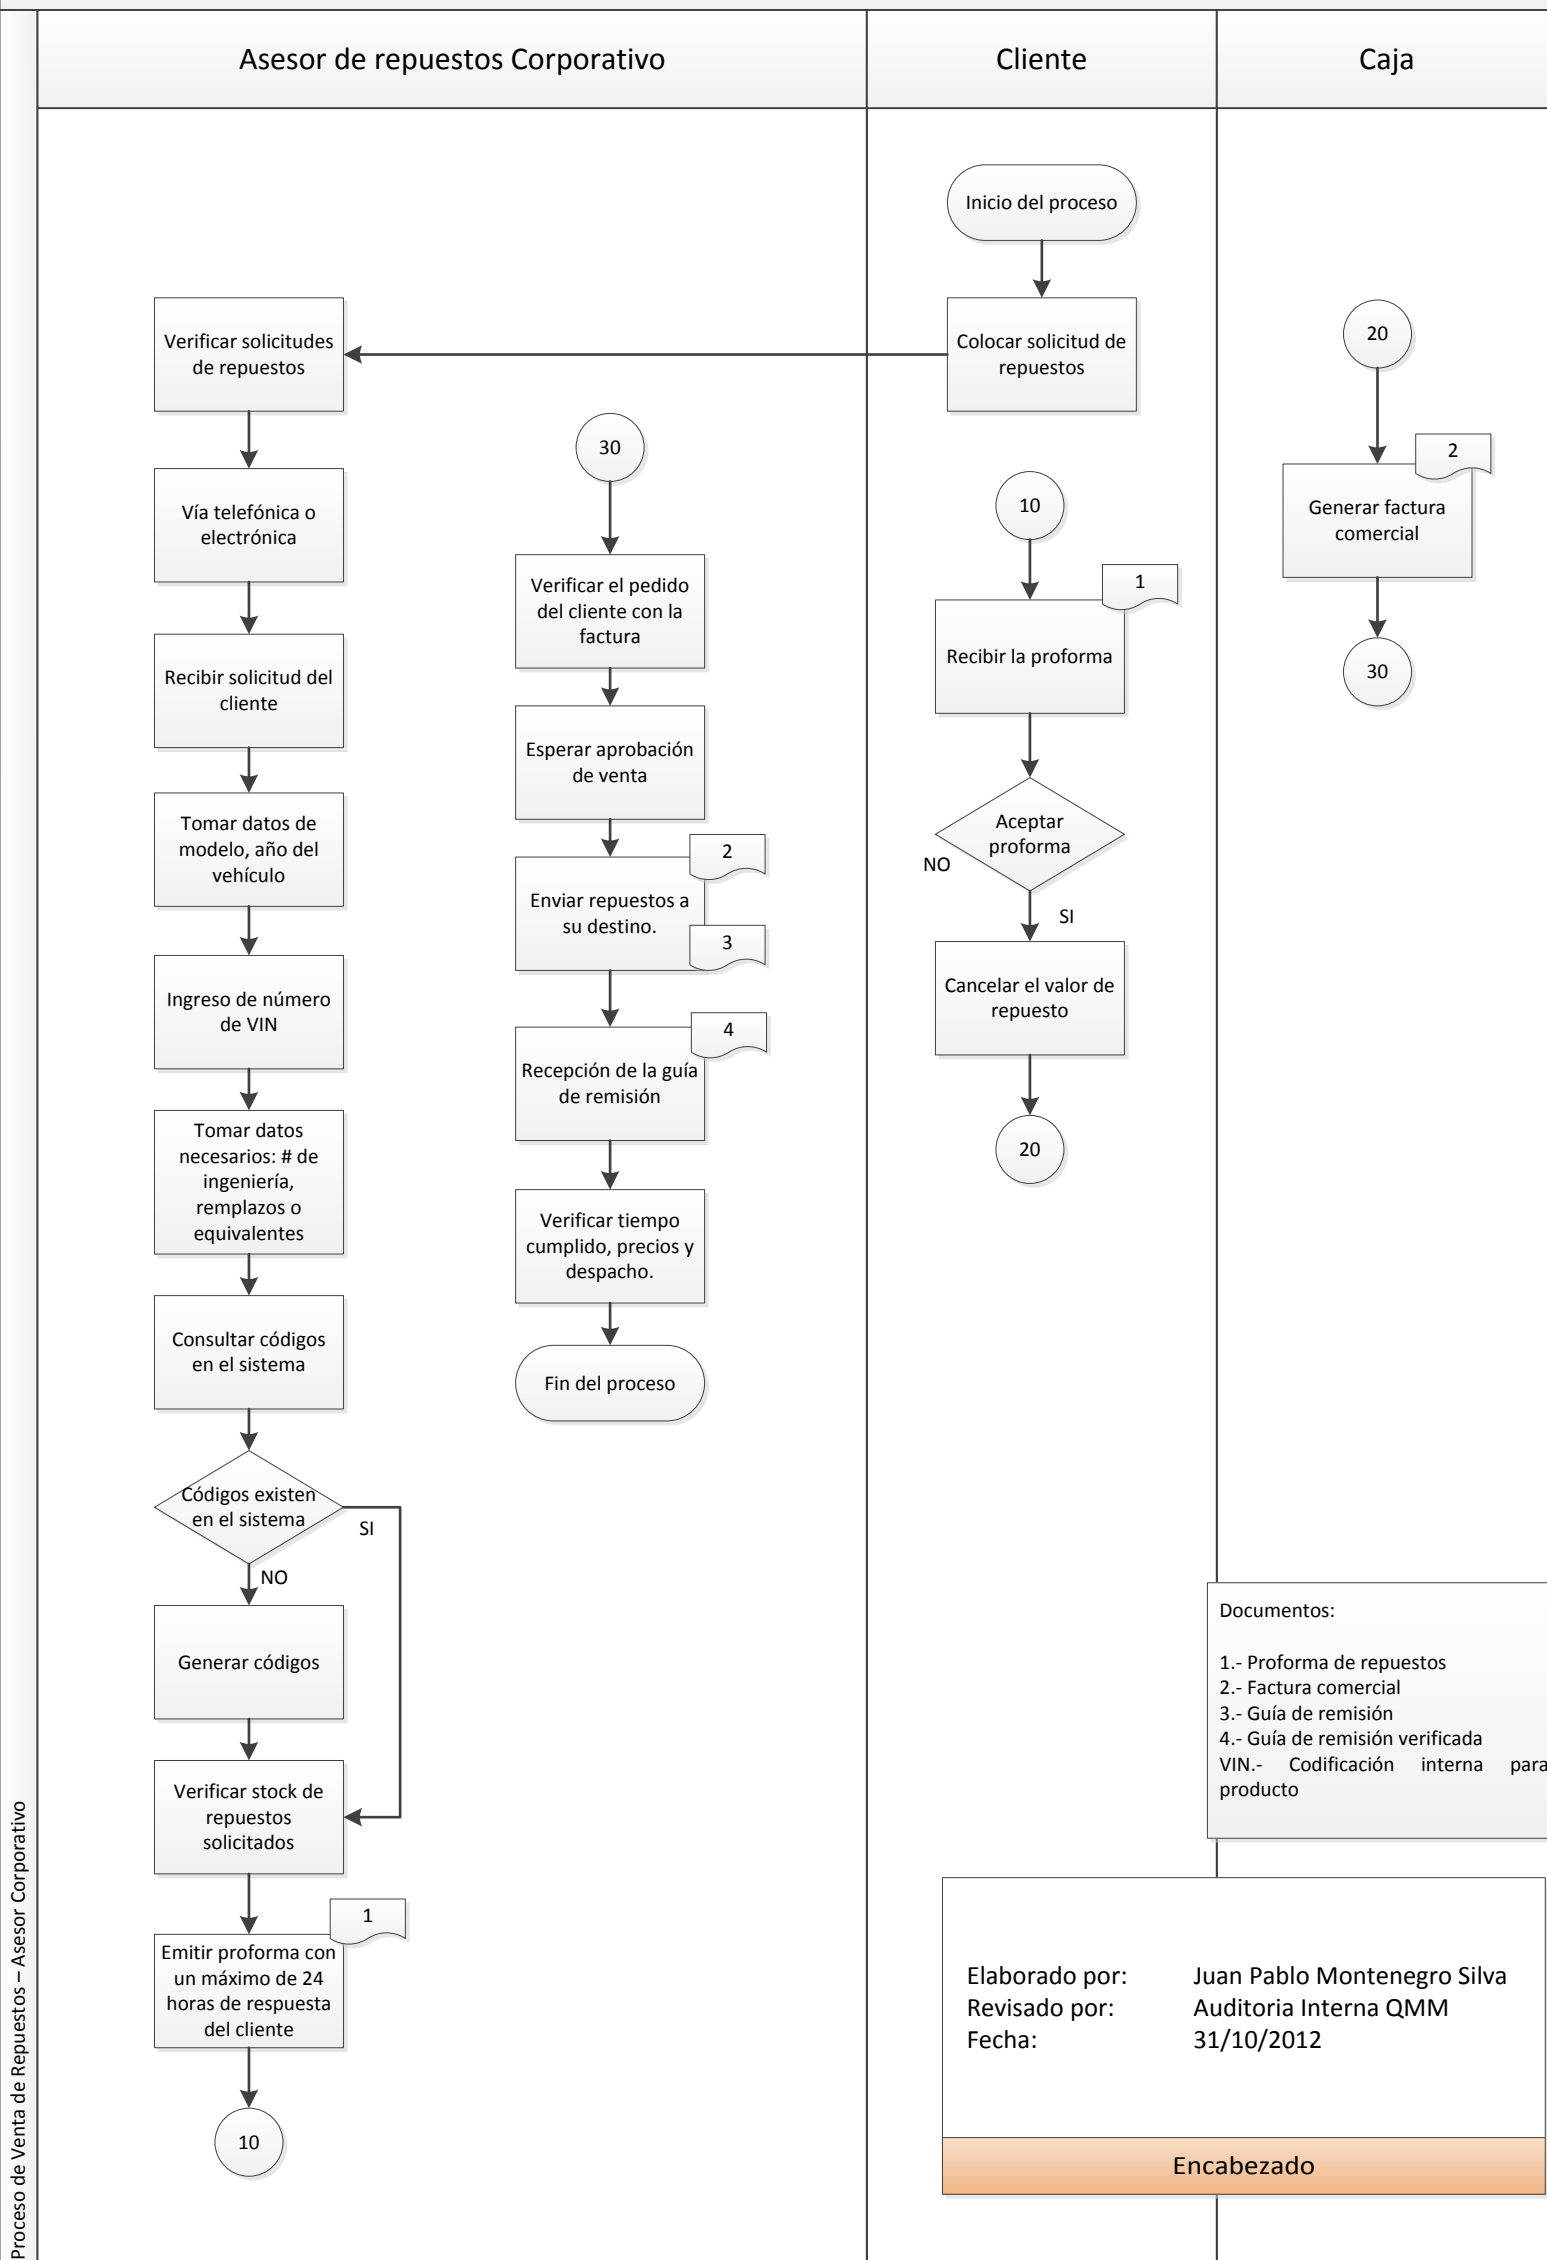 Asesor de repuestos Corporativo
Cliente
Caja
Proceso de Venta de Repuestos – Asesor Corporativo
Verificar solicitudes
de repuestos
Vía telefónica o
electrónica
Recibir solicitud del
cliente
Tomar datos de
modelo, año del
vehículo
Ingreso de número
de VIN
Tomar datos
necesarios: # de
ingeniería,
remplazos o
equivalentes
Consultar códigos
en el sistema
Códigos existen
en el sistema
SI
NO
Generar códigos
Verificar stock de
repuestos
solicitados
1
Emitir proforma con
un máximo de 24
horas de respuesta
del cliente
10
30
Verificar el pedido
del cliente con la
factura
Esperar aprobación
de venta
2
Enviar repuestos a
su destino.
3
4
Recepción de la guía
de remisión
Verificar tiempo
cumplido, precios y
despacho.
Fin del proceso
Inicio del proceso
Colocar solicitud de
repuestos
10
1
Recibir la proforma
Aceptar
proforma
NO
SI
Cancelar el valor de
repuesto
20
20
2
Generar factura
comercial
30
Documentos:
1.- Proforma de repuestos
2.- Factura comercial
3.- Guía de remisión
4.- Guía de remisión verificada
VIN.- Codificación interna para
producto
Elaborado por: Juan Pablo Montenegro Silva
Revisado por: Auditoria Interna QMM
Fecha: 31/10/2012
Encabezado